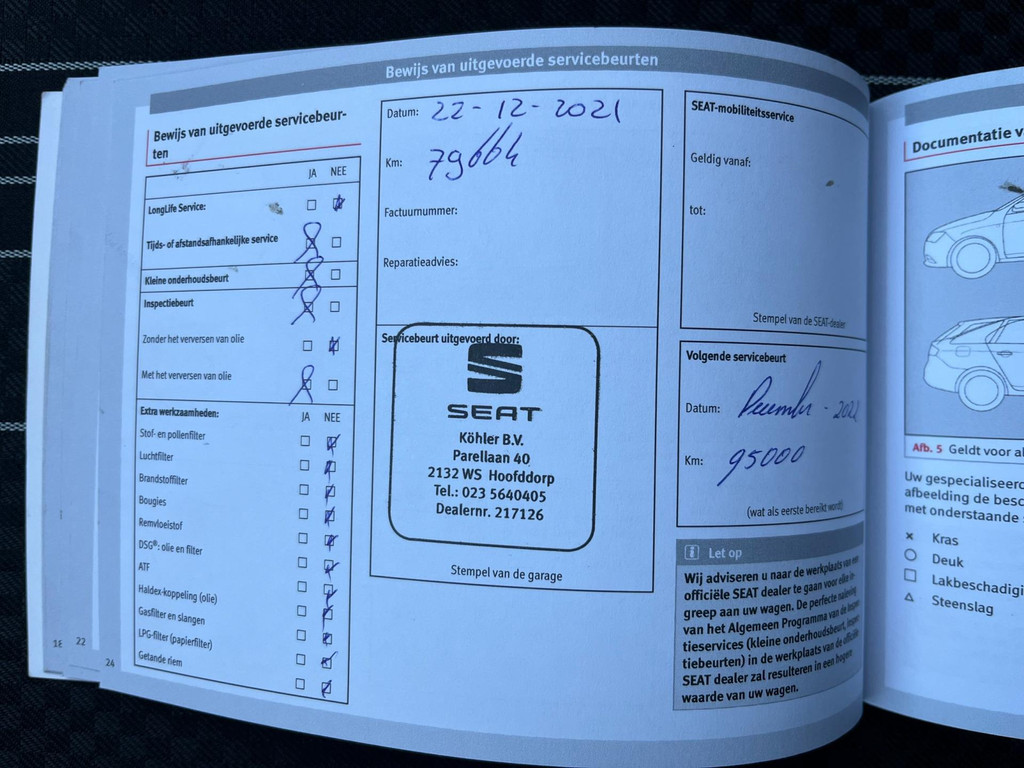 Bewijs van uitgevoerde servicebeurten
Bewijs van uitgevoerde servicebeur-
ten
JA NEE
LongLife Service:
Tijds- of afstandsafhankelijke service
Kleine onderhoudsbeurt
Inspectiebeurt
Zonder het verversen van olie
Met het verversen van olie
Extra werkzaamheden: JA NEE
Stof- en pollenfilter
Luchtfilter
Brandstoffilter
Bougies
Remvloeistof
DSG®: olie en filter
ATF
Haldex-koppeling (olie)
Gasfilter en slangen
LPG-filter (papierfilter)
Getande riem
Datum: 22-12-2021
Km: 79664
Factuurnummer:
Reparatieadvies:
Servicebeurt uitgevoerd door:
SEAT
Köhler B.V.
Parellaan 40
2132 WS Hoofddorp
Tel.: 023 5640405
Dealernr. 217126
Stempel van de garage
SEAT-mobiliteitsservice
Geldig vanaf:
tot:
Stempel van de SEAT-dealer
Volgende servicebeurt
Datum: December - 2022
Km: 95000
(wat als eerste bereikt wordt)
Let op
Wij adviseren u naar de werkplaats van een
officiële SEAT dealer te gaan voor elke in-
greep aan uw wagen. De perfecte naleving
van het Algemeen Programma van de Inspec-
tieservices (kleine onderhoudsbeurt, inspec-
tiebeurten) in de werkplaats van de officiële
SEAT dealer zal resulteren in een hogere
waarde van uw wagen.
18
22
24
Documentatie v
Afb. 5 Geldt voor al
Uw gespecialiseerd
afbeelding de besc
met onderstaande
Kras
Deuk
Lakbeschadigi
Steenslag